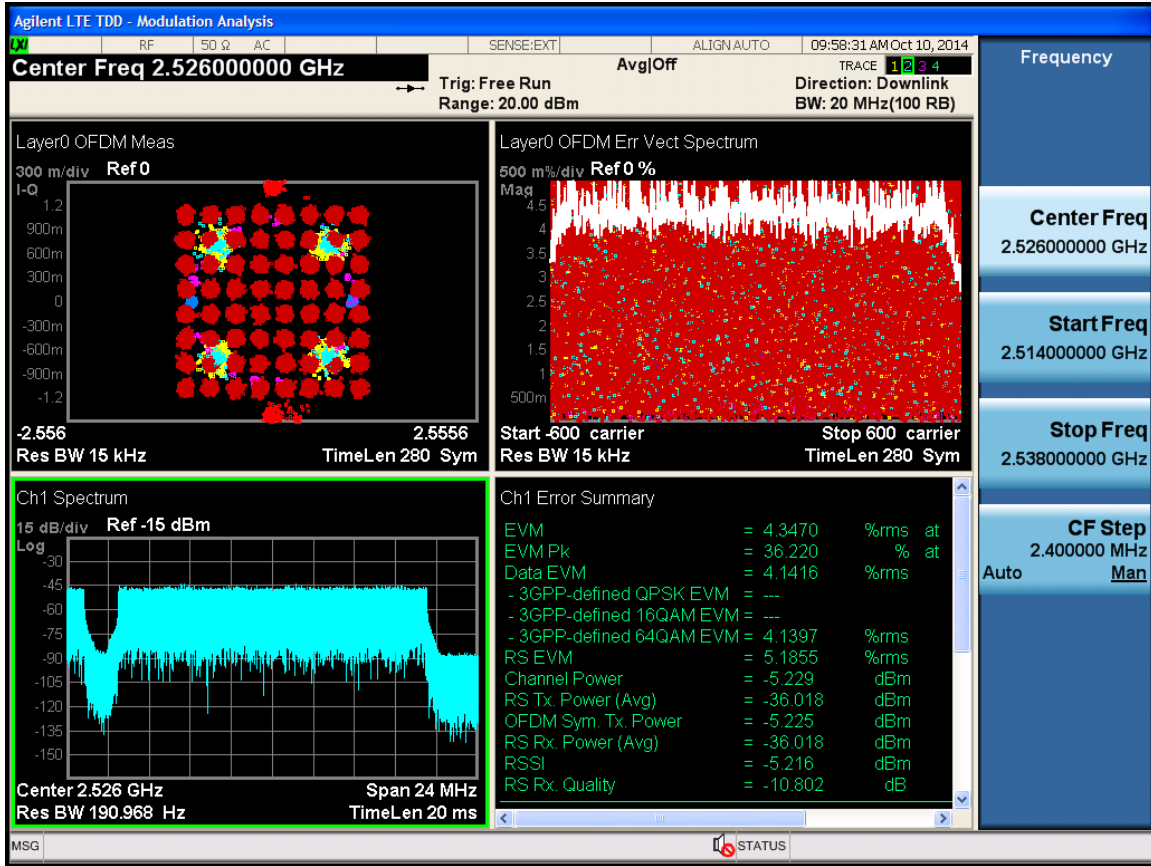 Agilent LTE TDD - Modulation Analysis
LXI RF 50 Ω AC SENSE:EXT ALIGN AUTO 09:58:31 AM Oct 10, 2014
Center Freq 2.526000000 GHz
Avg|Off
TRACE 1 2 3 4
Trig: Free Run
Direction: Downlink
Range: 20.00 dBm
BW: 20 MHz(100 RB)
Layer0 OFDM Meas
300 m/div Ref 0
I-Q
1.2
900m
600m
300m
0
-300m
-600m
-900m
-1.2
-2.556 2.5556
Res BW 15 kHz TimeLen 280 Sym
Layer0 OFDM Err Vect Spectrum
500 m%/div Ref 0 %
Mag
4.5
4
3.5
3
2.5
2
1.5
1
500m
Start -600 carrier Stop 600 carrier
Res BW 15 kHz TimeLen 280 Sym
Ch1 Spectrum
15 dB/div Ref -15 dBm
Log
-30
-45
-60
-75
-90
-105
-120
-135
-150
Center 2.526 GHz Span 24 MHz
Res BW 190.968 Hz TimeLen 20 ms
Ch1 Error Summary
EVM = 4.3470 %rms at
EVM Pk = 36.220 % at
Data EVM = 4.1416 %rms
- 3GPP-defined QPSK EVM = ---
- 3GPP-defined 16QAM EVM = ---
- 3GPP-defined 64QAM EVM = 4.1397 %rms
RS EVM = 5.1855 %rms
Channel Power = -5.229 dBm
RS Tx. Power (Avg) = -36.018 dBm
OFDM Sym. Tx. Power = -5.225 dBm
RS Rx. Power (Avg) = -36.018 dBm
RSSI = -5.216 dBm
RS Rx. Quality = -10.802 dB
Frequency
Center Freq
2.526000000 GHz
Start Freq
2.514000000 GHz
Stop Freq
2.538000000 GHz
CF Step
2.400000 MHz
Auto Man
MSG STATUS